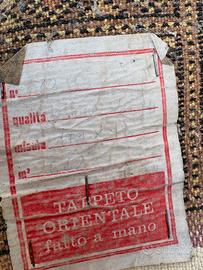 n°
qualità
misura
m²
TAPPETO
ORIENTALE
fatto a mano